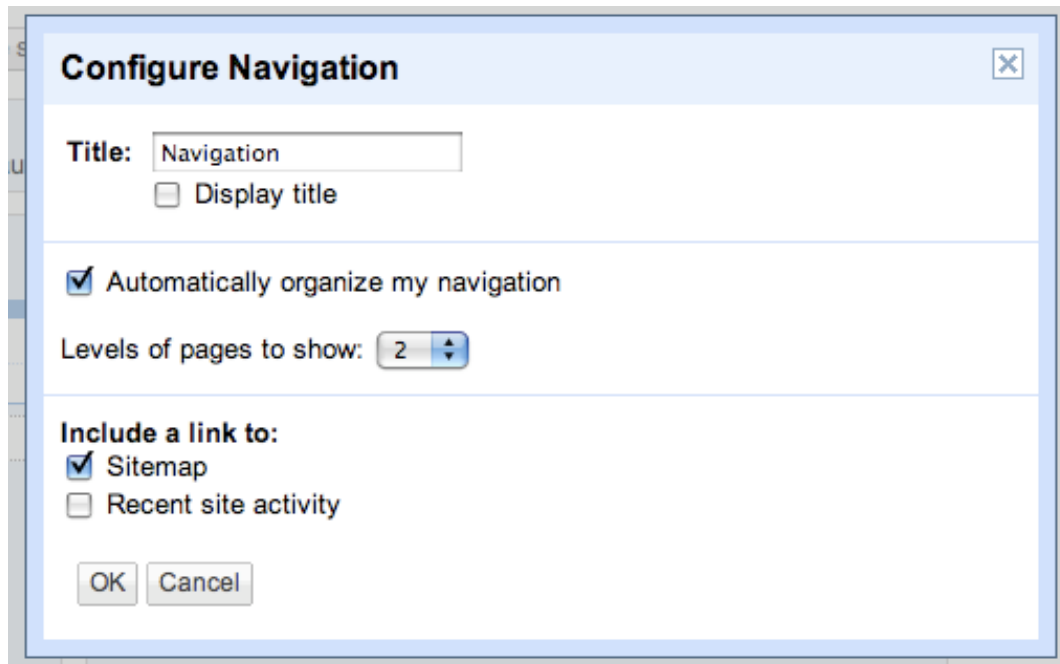 Configure Navigation
Title: Navigation
Display title
Automatically organize my navigation
Levels of pages to show: 2
Include a link to:
Sitemap
Recent site activity
OK Cancel